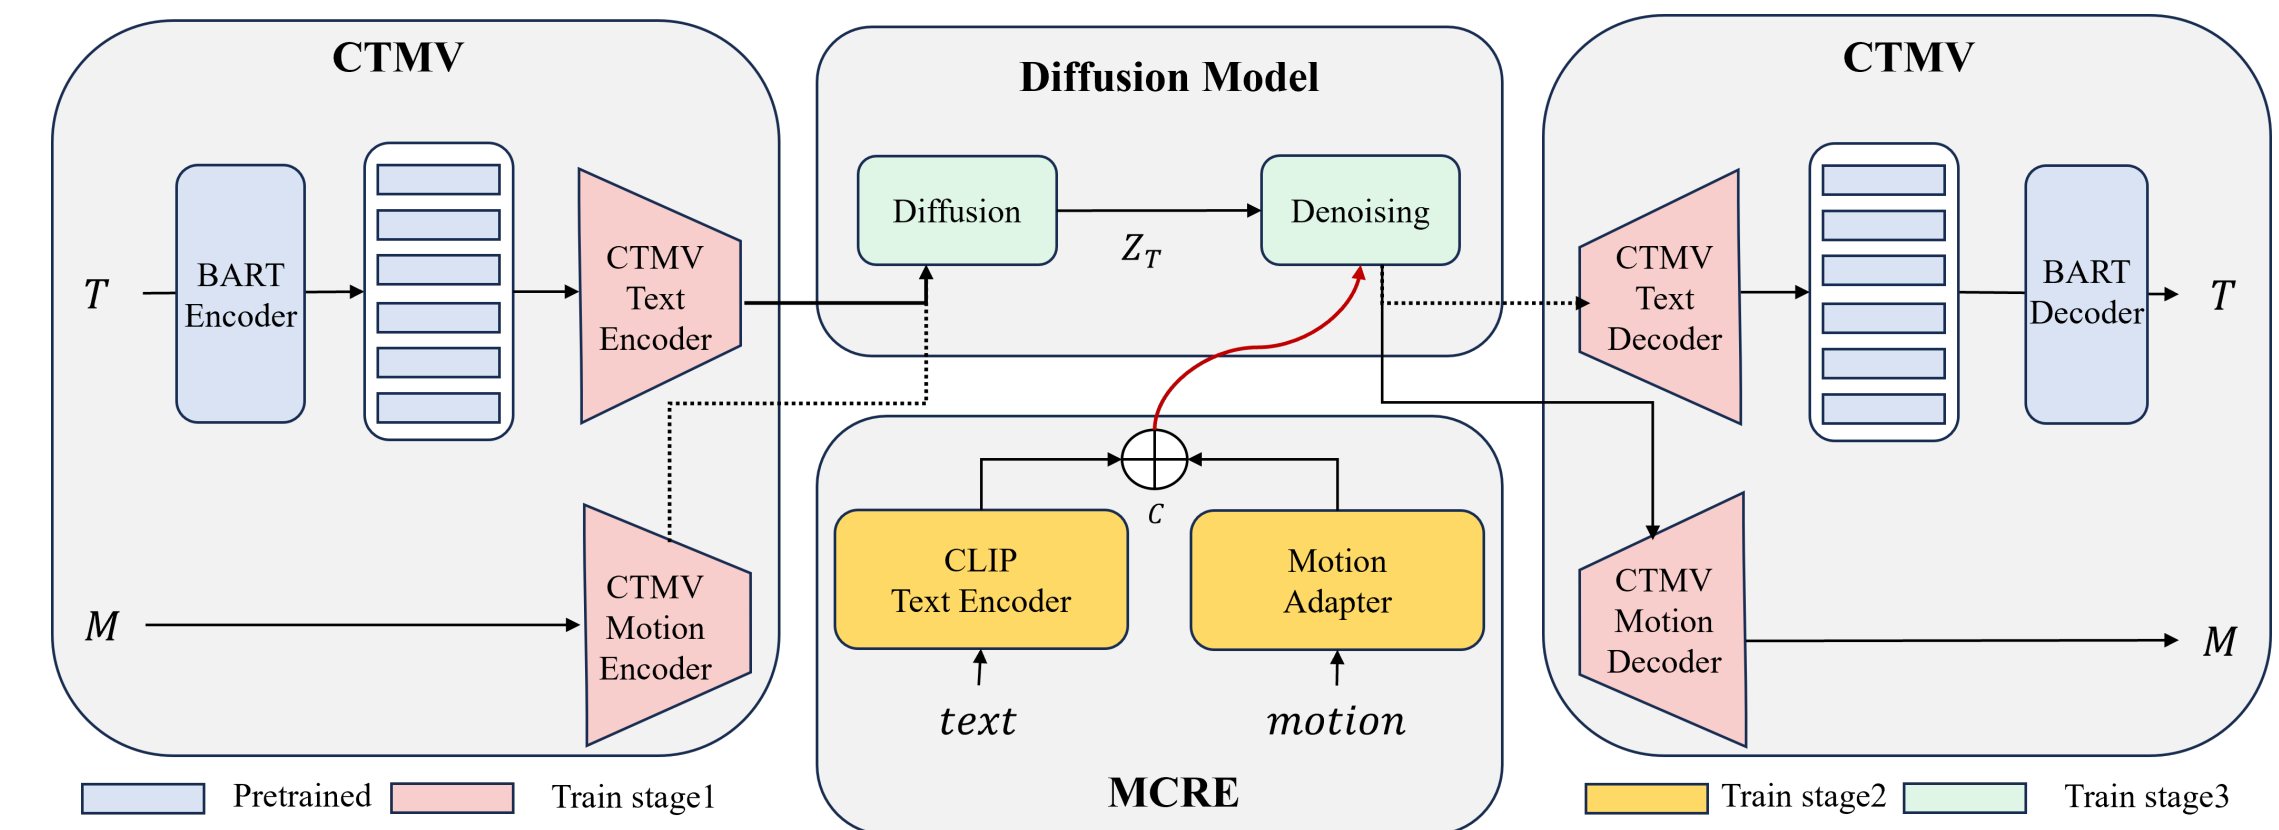 CTMV
T
BART
Encoder
CTMV
Text
Encoder
M
CTMV
Motion
Encoder
Diffusion Model
Diffusion
Z_T
Denoising
C
CLIP
Text Encoder
Motion
Adapter
text
motion
MCRE
CTMV
CTMV
Text
Decoder
BART
Decoder
T
CTMV
Motion
Decoder
M
Pretrained
Train stage1
Train stage2
Train stage3